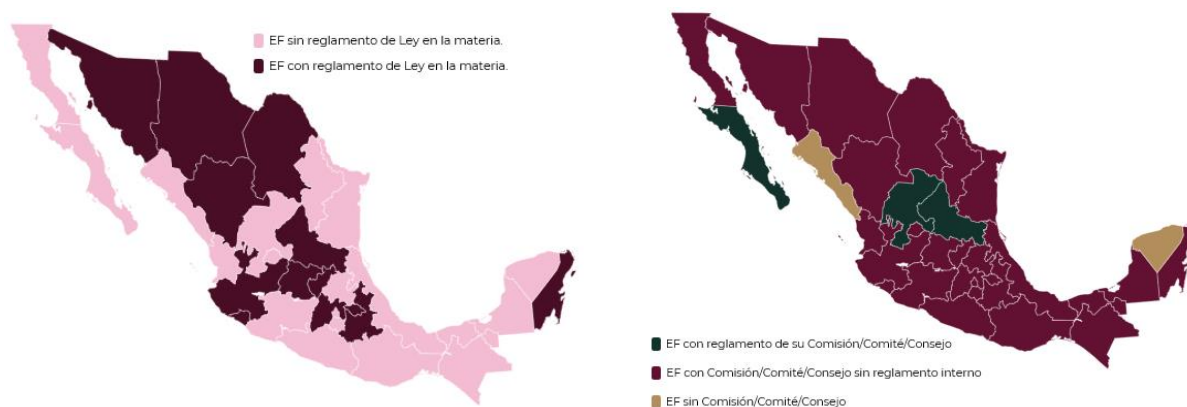 EF sin reglamento de Ley en la materia.
EF con reglamento de Ley en la materia.
EF con reglamento de su Comisión/Comité/Consejo
EF con Comisión/Comité/Consejo sin reglamento interno
EF sin Comisión/Comité/Consejo